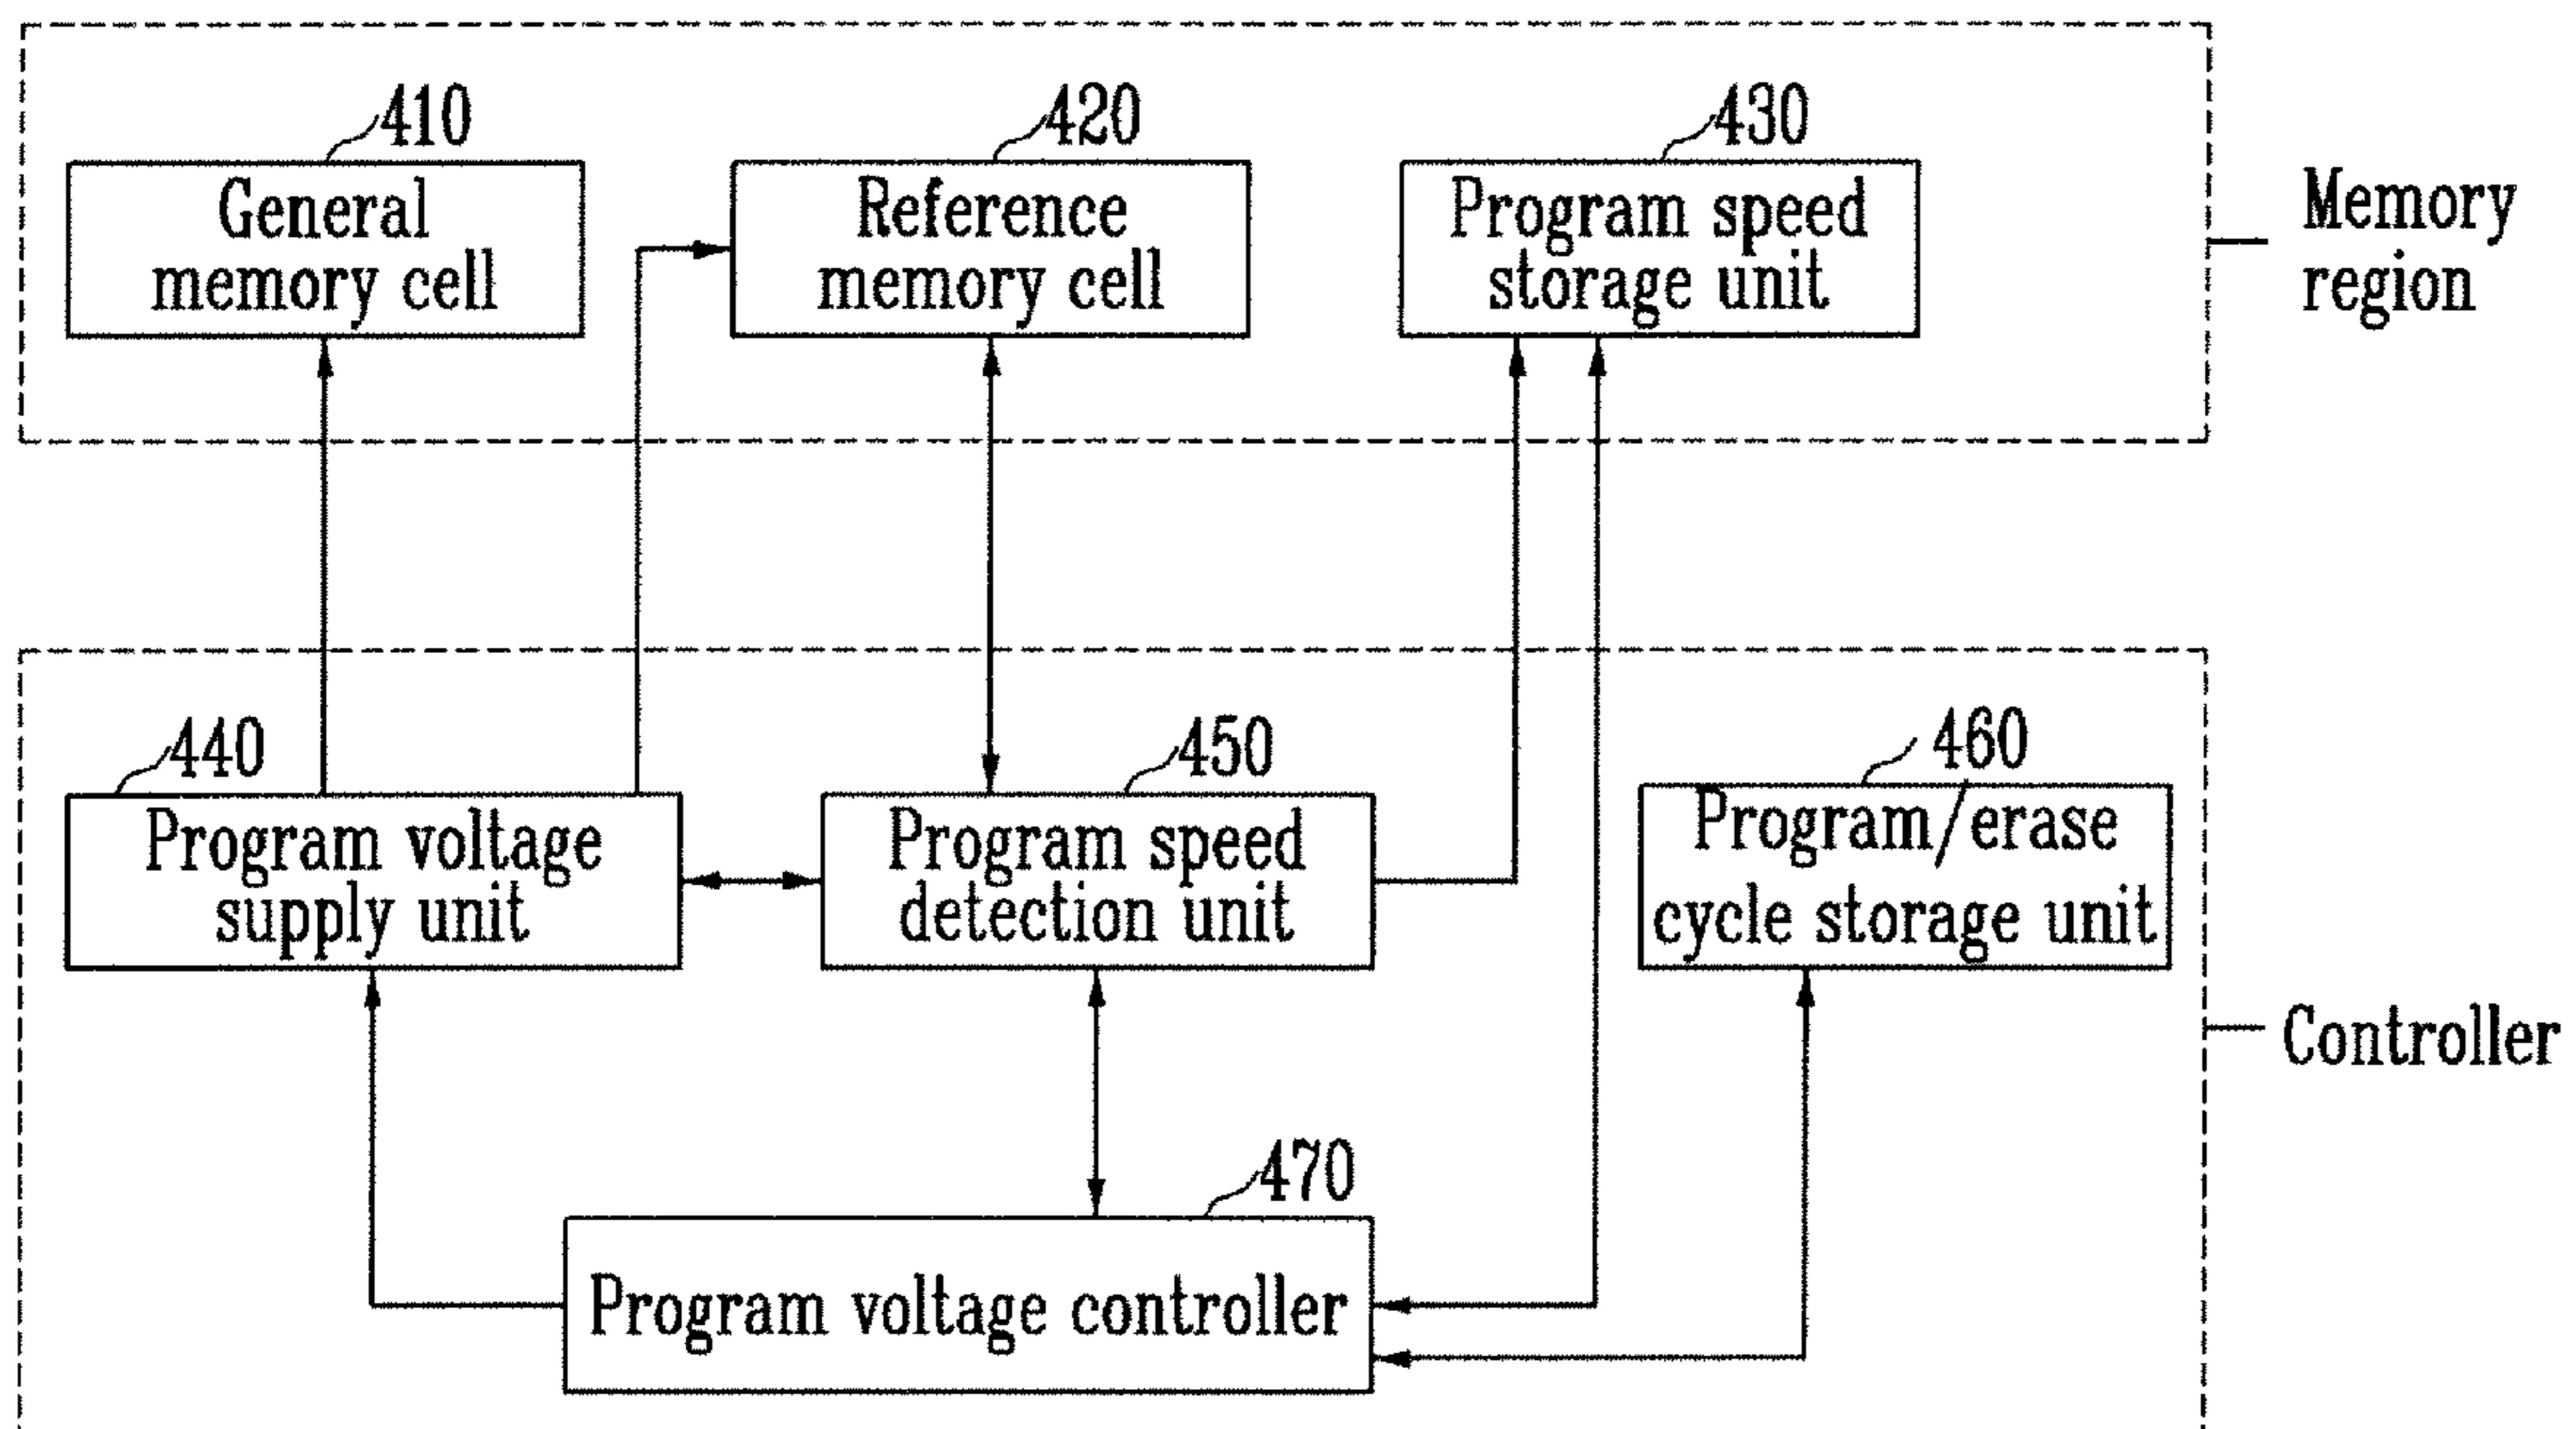 410
420
430
General
memory cell
Reference
memory cell
Program speed
storage unit
Memory
region
440
450
460
Program voltage
supply unit
Program speed
detection unit
Program/erase
cycle storage unit
Controller
470
Program voltage controller